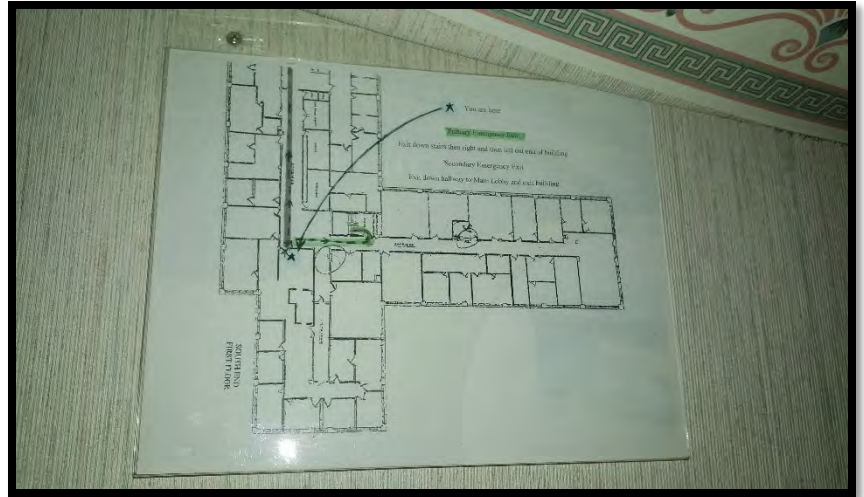 You are here
Primary Emergency Exit
Exit down stairs then right and then left out end of building
Secondary Emergency Exit
Exit down hallway to Main Lobby and exit building
SOUTH END
FIRST FLOOR